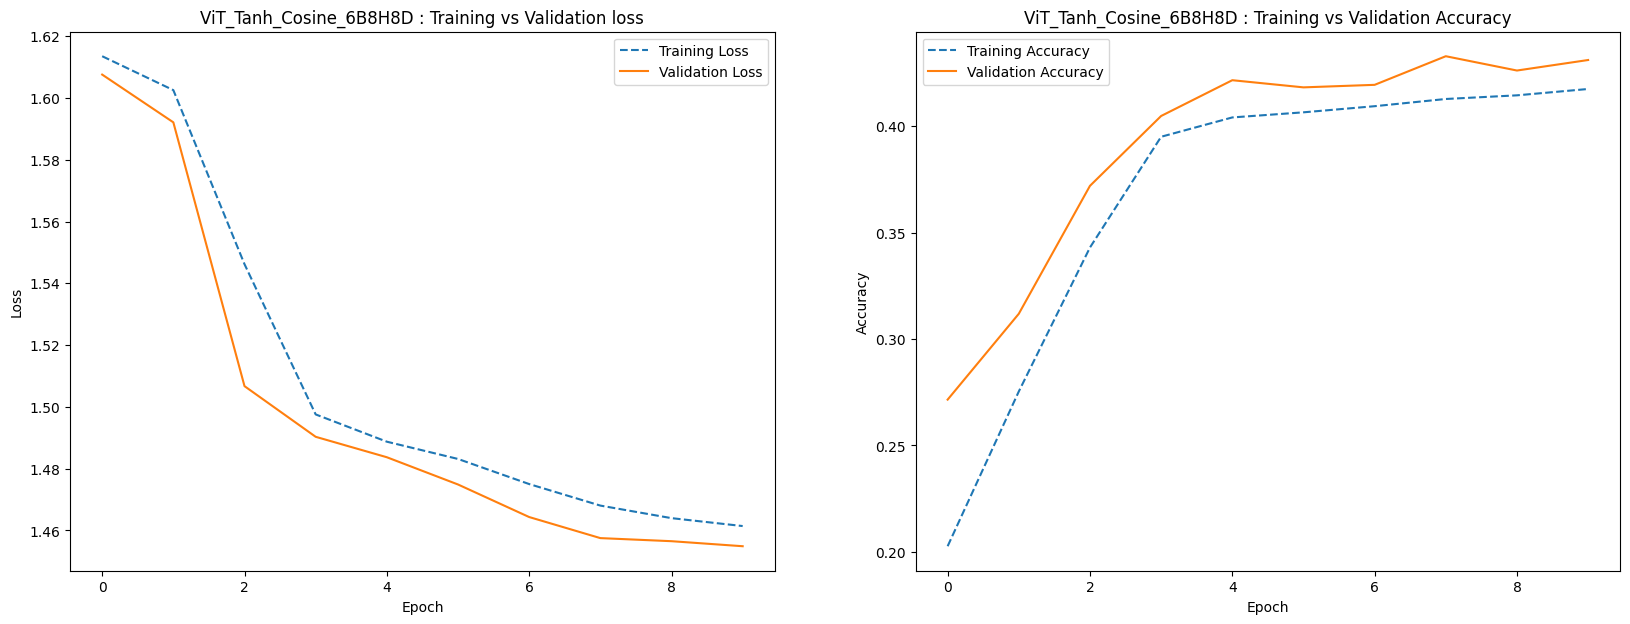 ViT_Tanh_Cosine_6B8H8D : Training vs Validation loss
Training Loss
Validation Loss
1.62
1.60
1.58
1.56
1.54
1.52
1.50
1.48
1.46
Loss
0 2 4 6 8
Epoch
ViT_Tanh_Cosine_6B8H8D : Training vs Validation Accuracy
Training Accuracy
Validation Accuracy
0.40
0.35
0.30
0.25
0.20
Accuracy
0 2 4 6 8
Epoch